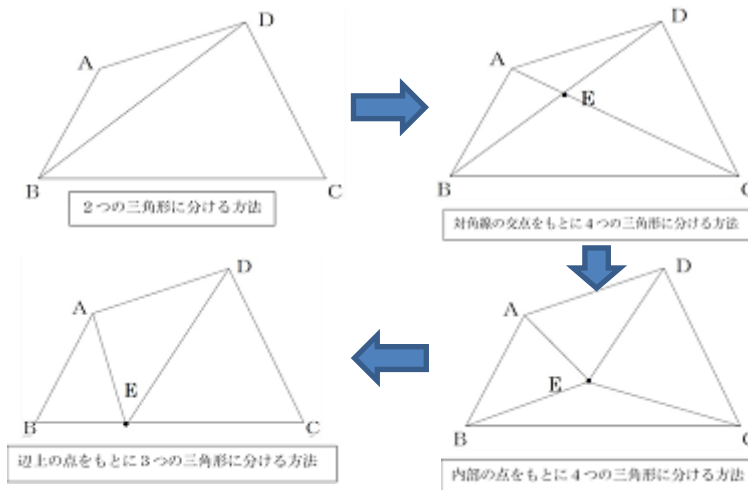 D
A
B
C
2つの三角形に分ける方法
D
A
E
B
C
対角線の交点をもとに4つの三角形に分ける方法
D
A
E
B
C
辺上の点をもとに3つの三角形に分ける方法
D
A
E
B
C
内部の点をもとに4つの三角形に分ける方法